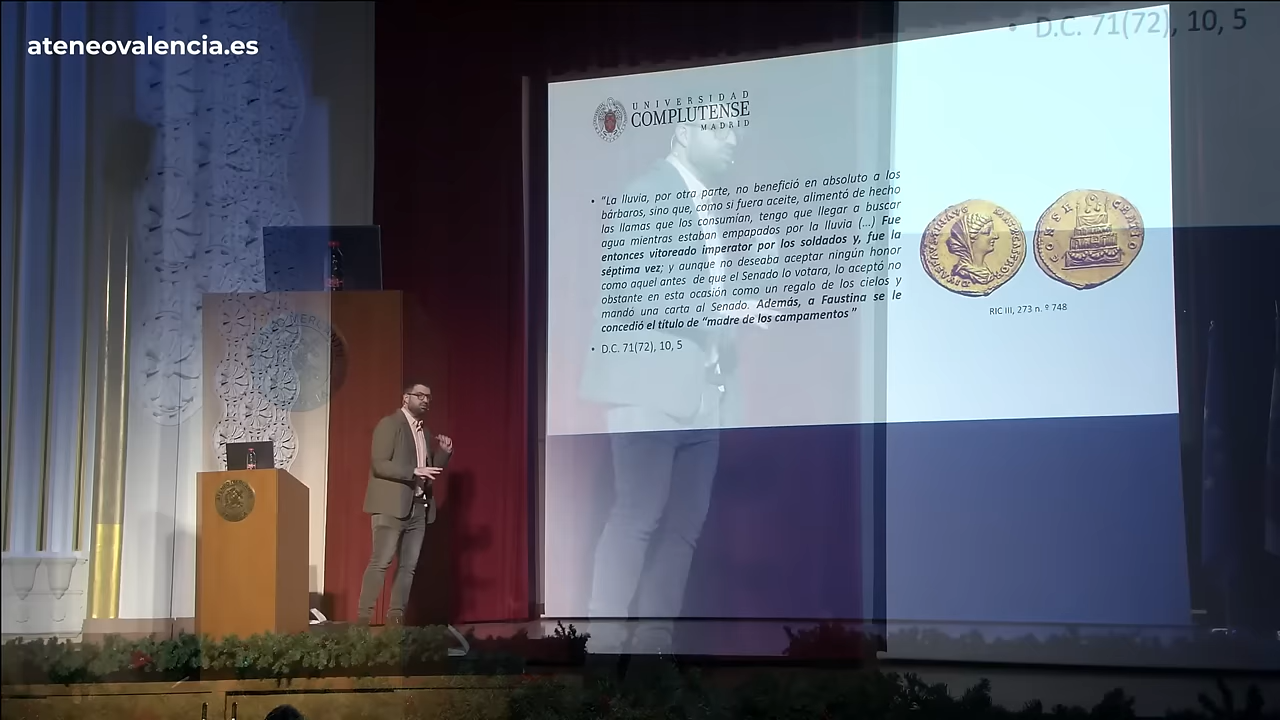 ateneovalencia.es
• D.C. 71(72), 10, 5
UNIVERSIDAD
COMPLUTENSE
MADRID
• "La lluvia, por otra parte, no benefició en absoluto a los
bárbaros, sino que, como si fuera aceite, alimentó de hecho
las llamas que los consumían, tengo que llegar a buscar
agua mientras estaban empapados por la lluvia (...) Fue
entonces vitoreado imperator por los soldados y, fue la
séptima vez; y aunque no deseaba aceptar ningún honor
como aquel antes de que el Senado lo votara, lo aceptó no
obstante en esta ocasión como un regalo de los cielos y
mandó una carta al Senado. Además, a Faustina se le
concedió el título de "madre de los campamentos"
• D.C. 71(72), 10, 5
RIC III, 273 n. º 748